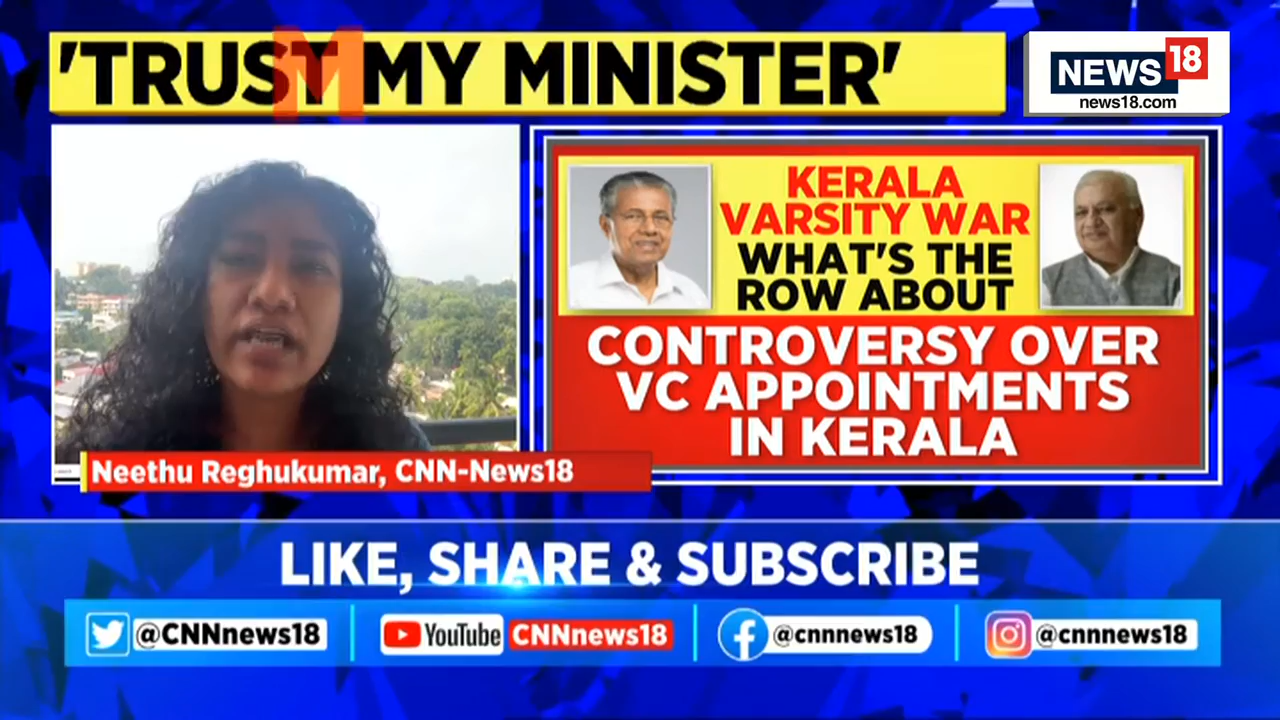 'TRUST MY MINISTER'
NEWS 18
news18.com
KERALA
VARSITY WAR
WHAT'S THE
ROW ABOUT
CONTROVERSY OVER
VC APPOINTMENTS
IN KERALA
Neethu Reghukumar, CNN-News18
LIKE, SHARE & SUBSCRIBE
@CNNnews18
YouTube CNNnews18
@cnnnews18
@cnnnews18